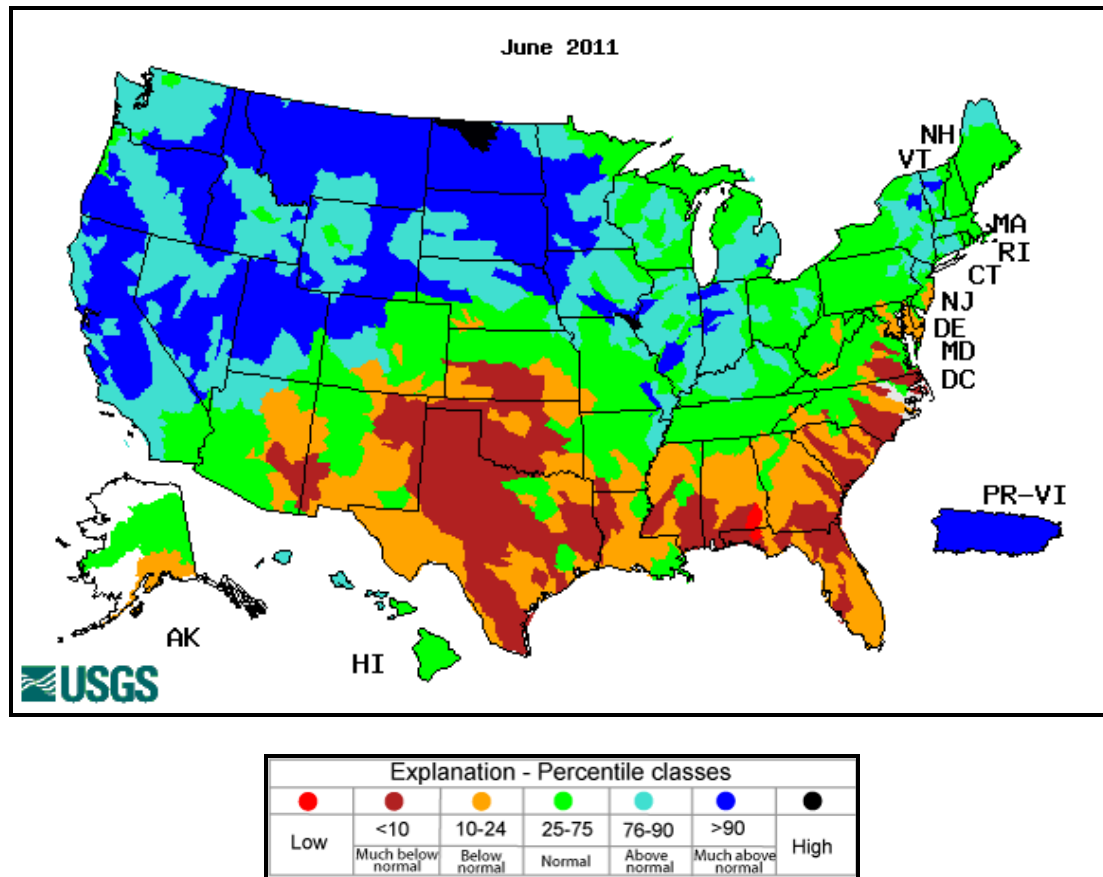 June 2011
NH
VT
MA
RI
CT
NJ
DE
MD
DC
PR-VI
AK
HI
USGS
Explanation - Percentile classes
Low <10 10-24 25-75 76-90 >90 High
Much below normal Below normal Normal Above normal Much above normal